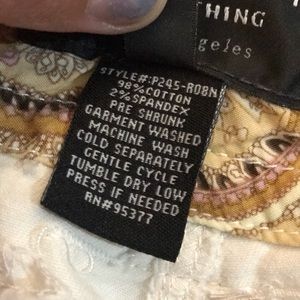 THING
geles
STYLE#:P245-R08N
98%COTTON
2%SPANDEX
PRE SHRUNK
GARMENT WASHED
MACHINE WASH
COLD SEPARATELY
GENTLE CYCLE
TUMBLE DRY LOW
PRESS IF NEEDED
RN#95377